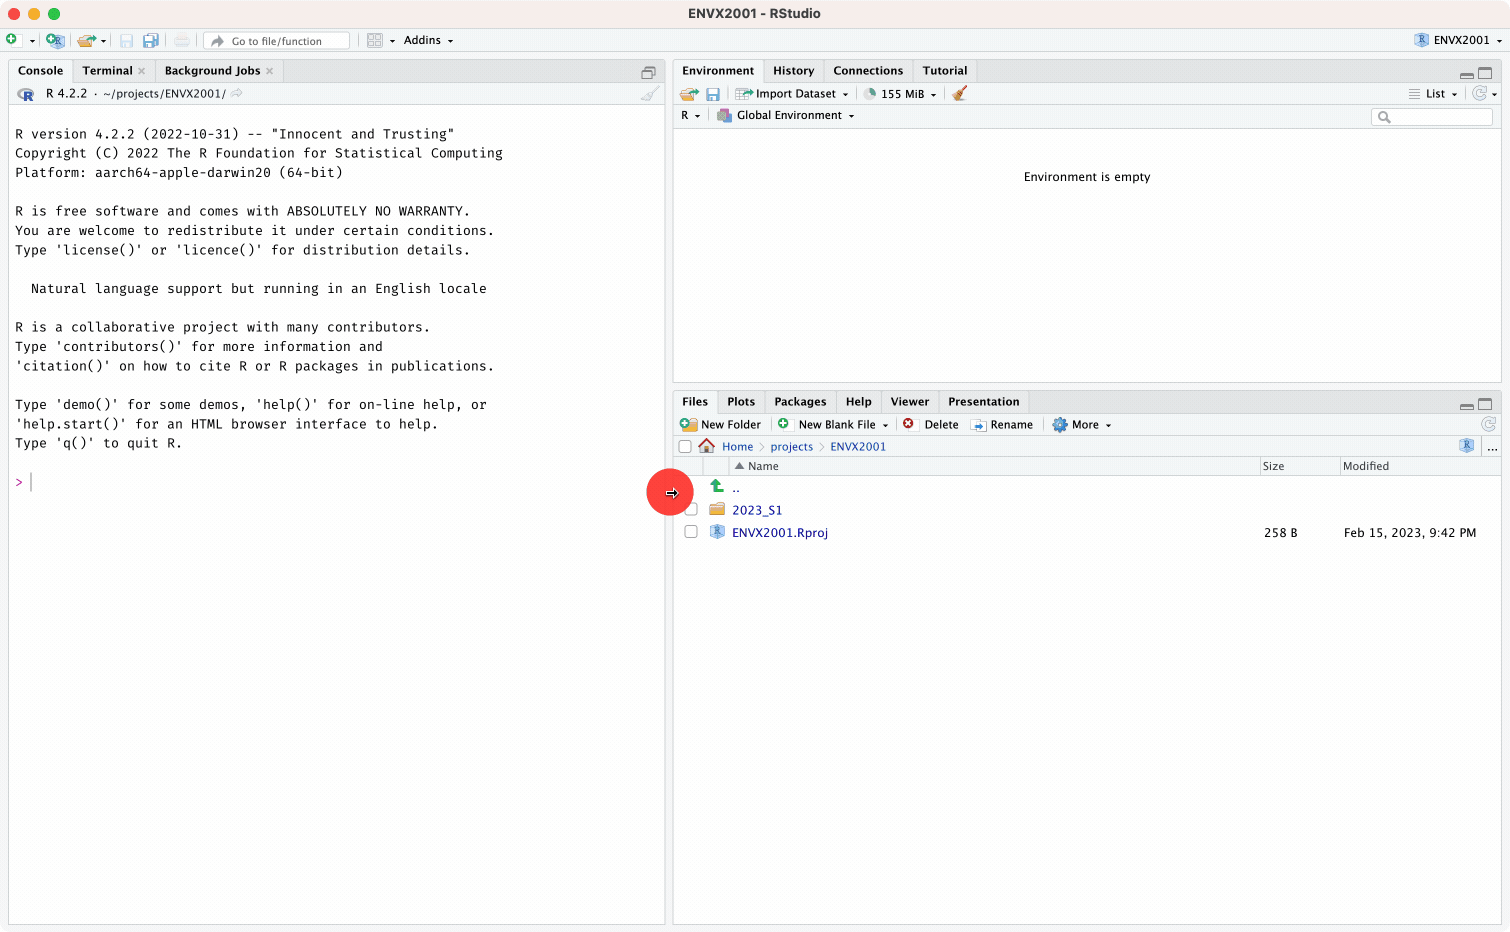 ENVX2001 - RStudio
Go to file/function
Addins
ENVX2001
Console Terminal Background Jobs
R 4.2.2 · ~/projects/ENVX2001/
R version 4.2.2 (2022-10-31) -- "Innocent and Trusting"
Copyright (C) 2022 The R Foundation for Statistical Computing
Platform: aarch64-apple-darwin20 (64-bit)
R is free software and comes with ABSOLUTELY NO WARRANTY.
You are welcome to redistribute it under certain conditions.
Type 'license()' or 'licence()' for distribution details.
Natural language support but running in an English locale
R is a collaborative project with many contributors.
Type 'contributors()' for more information and
'citation()' on how to cite R or R packages in publications.
Type 'demo()' for some demos, 'help()' for on-line help, or
'help.start()' for an HTML browser interface to help.
Type 'q()' to quit R.
>
Environment History Connections Tutorial
Import Dataset 155 MiB List
R Global Environment
Environment is empty
Files Plots Packages Help Viewer Presentation
New Folder New Blank File Delete Rename More
Home projects ENVX2001 ...
Name Size Modified
..
2023_S1
ENVX2001.Rproj 258 B Feb 15, 2023, 9:42 PM